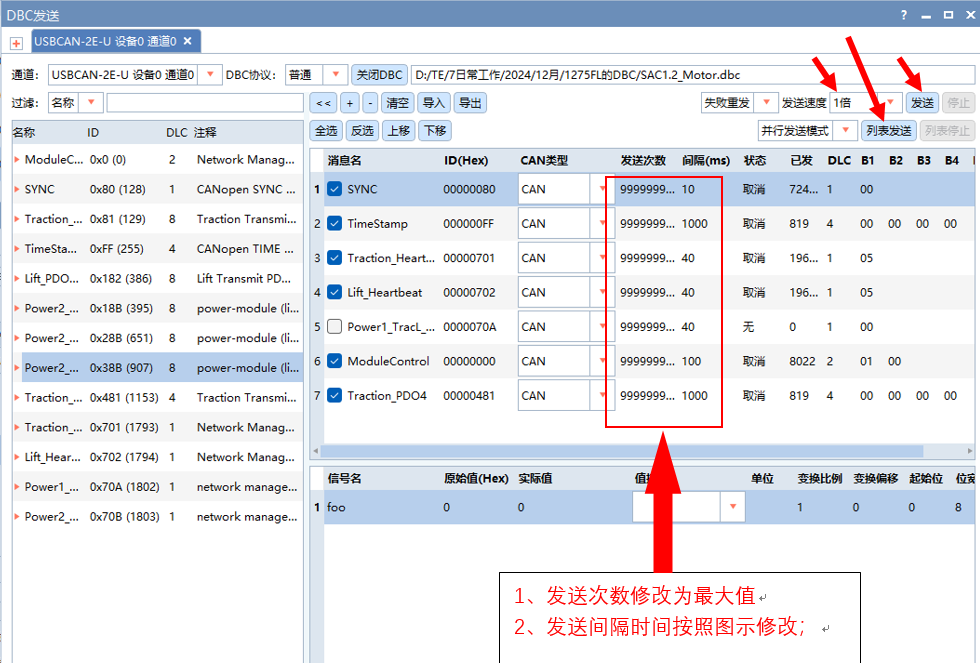 DBC发送
USBCAN-2E-U 设备0 通道0
通道: USBCAN-2E-U 设备0 通道0 DBC协议: 普通 关闭DBC D:/TE/7日常工作/2024/12月/1275FL的DBC/SAC1.2_Motor.dbc
过滤: 名称 << + - 清空 导入 导出 失败重发 发送速度 1倍 发送 停止
全选 反选 上移 下移 并行发送模式 列表发送 列表停止
名称 ID DLC 注释
ModuleC... 0x0 (0) 2 Network Manag...
SYNC 0x80 (128) 1 CANopen SYNC ...
Traction_... 0x81 (129) 8 Traction Transmi...
TimeSta... 0xFF (255) 4 CANopen TIME ...
Lift_PDO... 0x182 (386) 8 Lift Transmit PD...
Power2_... 0x18B (395) 8 power-module (li...
Power2_... 0x28B (651) 8 power-module (li...
Power2_... 0x38B (907) 8 power-module (li...
Traction_... 0x481 (1153) 4 Traction Transmi...
Traction_... 0x701 (1793) 1 Network Manag...
Lift_Hear... 0x702 (1794) 1 Network Manag...
Power1_... 0x70A (1802) 1 network manage...
Power2_... 0x70B (1803) 1 network manage...
消息名 ID(Hex) CAN类型 发送次数 间隔(ms) 状态 已发 DLC B1 B2 B3 B4
1 SYNC 00000080 CAN 9999999... 10 取消 724... 1 00
2 TimeStamp 000000FF CAN 9999999... 1000 取消 819 4 00 00 00 00
3 Traction_Heart... 00000701 CAN 9999999... 40 取消 196... 1 05
4 Lift_Heartbeat 00000702 CAN 9999999... 40 取消 196... 1 05
5 Power1_TracL_... 0000070A CAN 9999999... 40 无 0 1 00
6 ModuleControl 00000000 CAN 9999999... 100 取消 8022 2 01 00
7 Traction_PDO4 00000481 CAN 9999999... 1000 取消 819 4 00 00 00 00
信号名 原始值(Hex) 实际值 单位 变换比例 变换偏移 起始位
1 foo 0 0 1 0 0 8
1、发送次数修改为最大值
2、发送间隔时间按照图示修改；